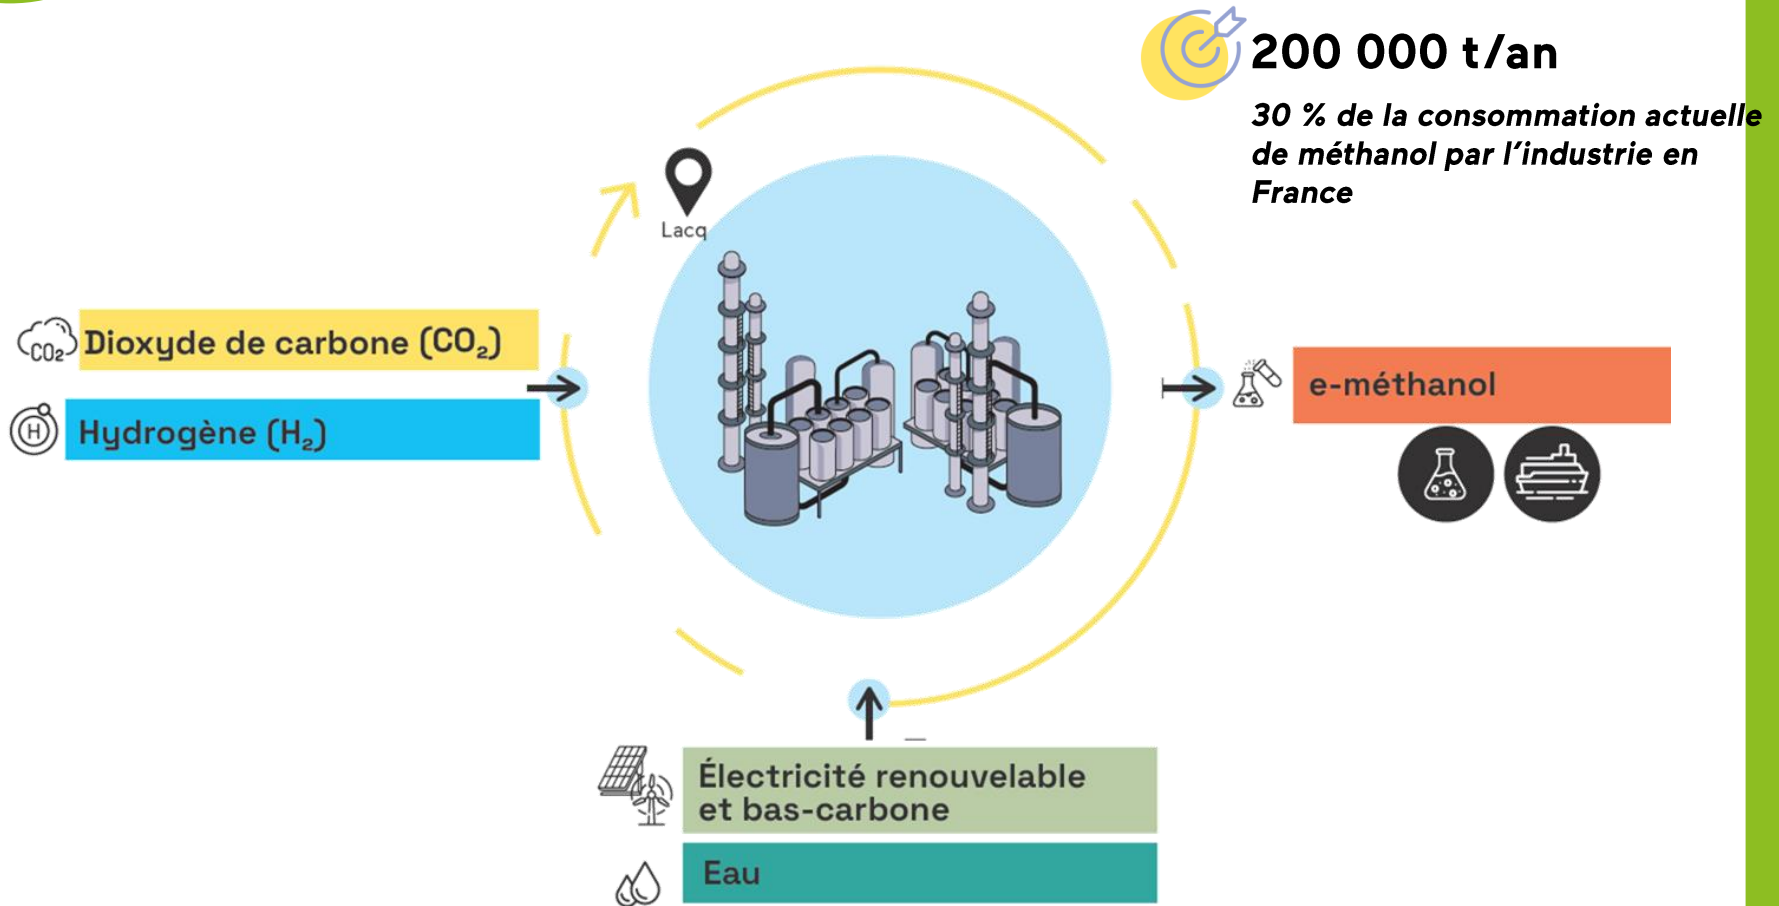 200 000 t/an
30 % de la consommation actuelle
de méthanol par l'industrie en
France
Lacq
CO₂
Dioxyde de carbone (CO₂)
H
Hydrogène (H₂)
e-méthanol
Électricité renouvelable
et bas-carbone
Eau